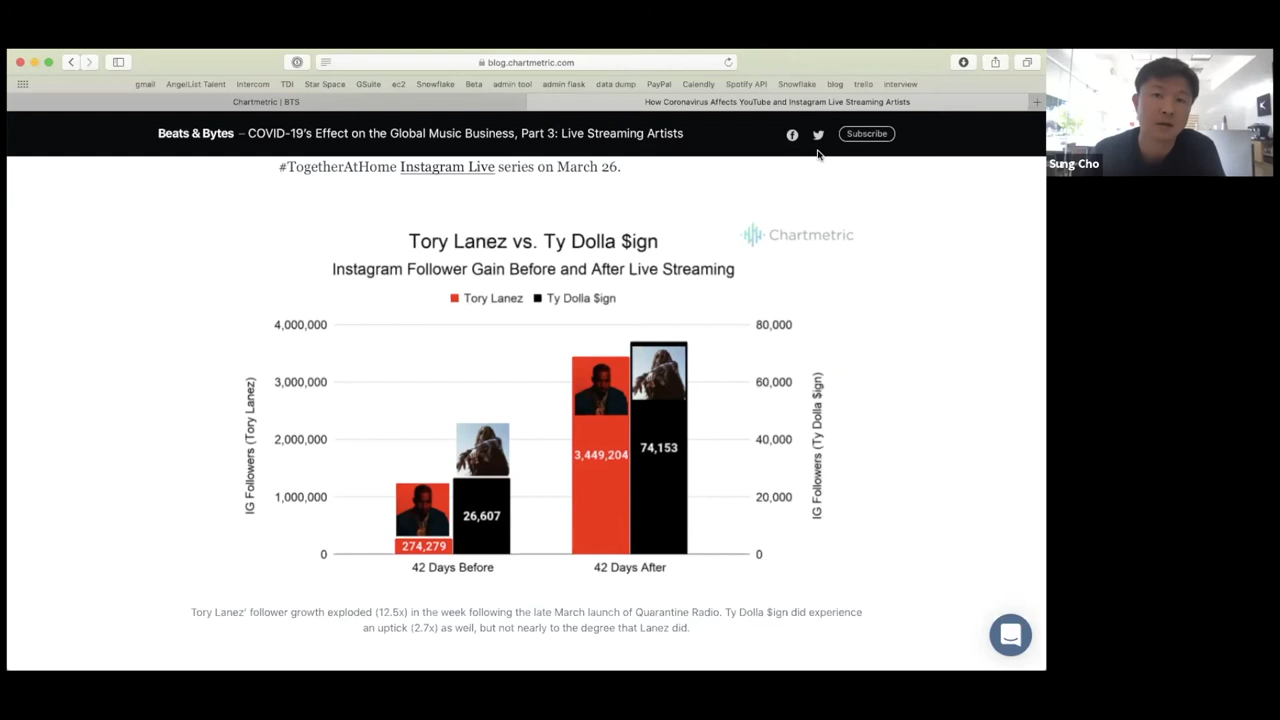 blog.chartmetric.com
gmail AngelList Talent Intercom TDI Star Space GSuite ec2 Snowflake Beta admin tool admin flask data dump PayPal Calendly Spotify API Snowflake blog trello interview
Chartmetric | BTS
How Coronavirus Affects YouTube and Instagram Live Streaming Artists
Beats & Bytes – COVID-19's Effect on the Global Music Business, Part 3: Live Streaming Artists
Subscribe
Sung Cho
#TogetherAtHome Instagram Live series on March 26.
Chartmetric
Tory Lanez vs. Ty Dolla $ign
Instagram Follower Gain Before and After Live Streaming
Tory Lanez Ty Dolla $ign
4,000,000 80,000
3,000,000 60,000
2,000,000 40,000
1,000,000 20,000
0 0
IG Followers (Tory Lanez)
IG Followers (Ty Dolla $ign)
274,279
26,607
3,449,204
74,153
42 Days Before 42 Days After
Tory Lanez' follower growth exploded (12.5x) in the week following the late March launch of Quarantine Radio. Ty Dolla $ign did experience
an uptick (2.7x) as well, but not nearly to the degree that Lanez did.